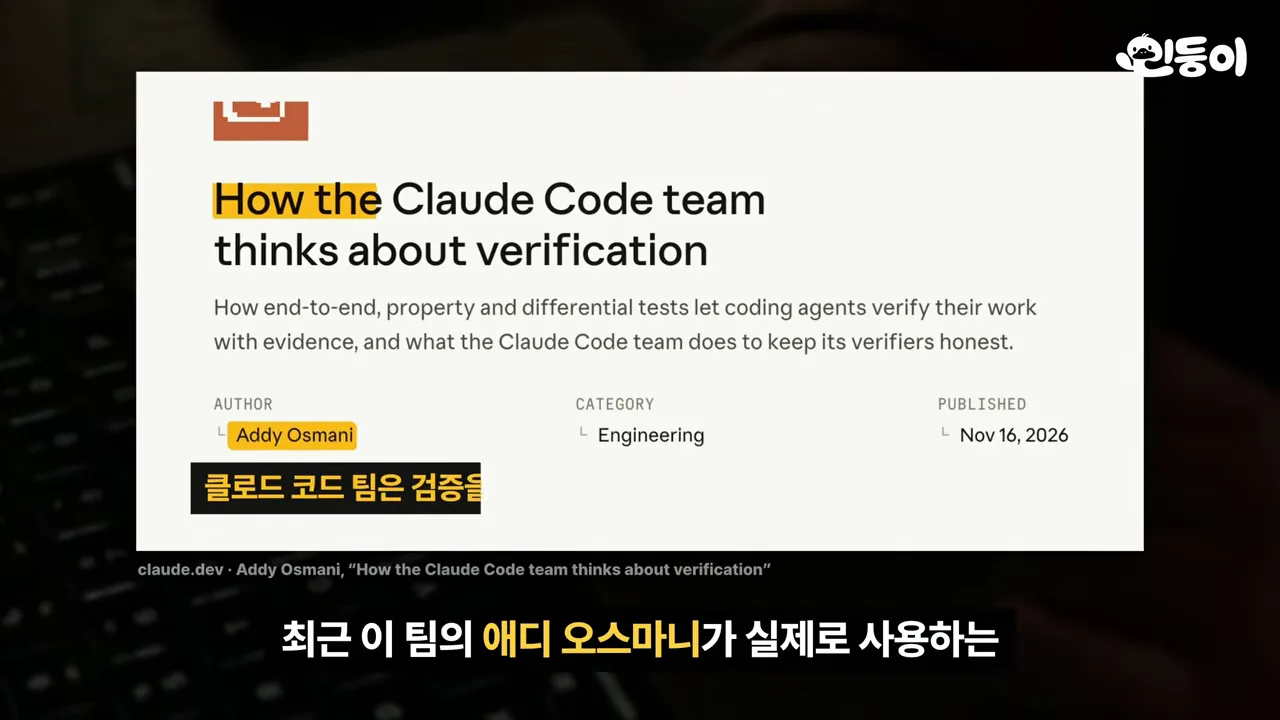 인둥이
How the Claude Code team
thinks about verification
How end-to-end, property and differential tests let coding agents verify their work
with evidence, and what the Claude Code team does to keep its verifiers honest.
AUTHOR CATEGORY PUBLISHED
Addy Osmani Engineering Nov 16, 2026
클로드 코드 팀은 검증을
claude.dev · Addy Osmani, “How the Claude Code team thinks about verification”
최근 이 팀의 애디 오스마니가 실제로 사용하는